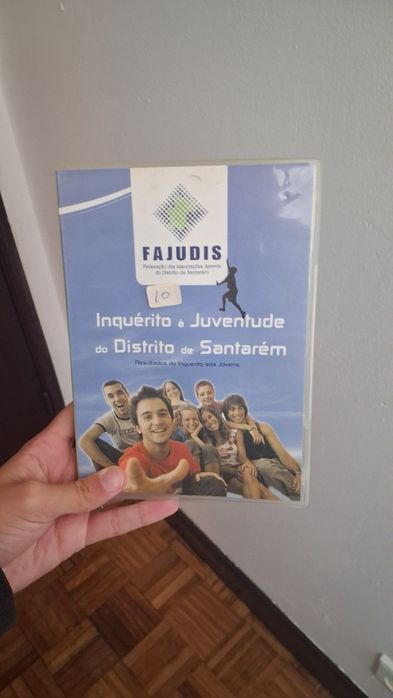 FAJUDIS
Federação das Associações Juvenis
do Distrito de Santarém
10
Inquérito à Juventude
do Distrito de Santarém
Resultados do Inquérito aos Jovens